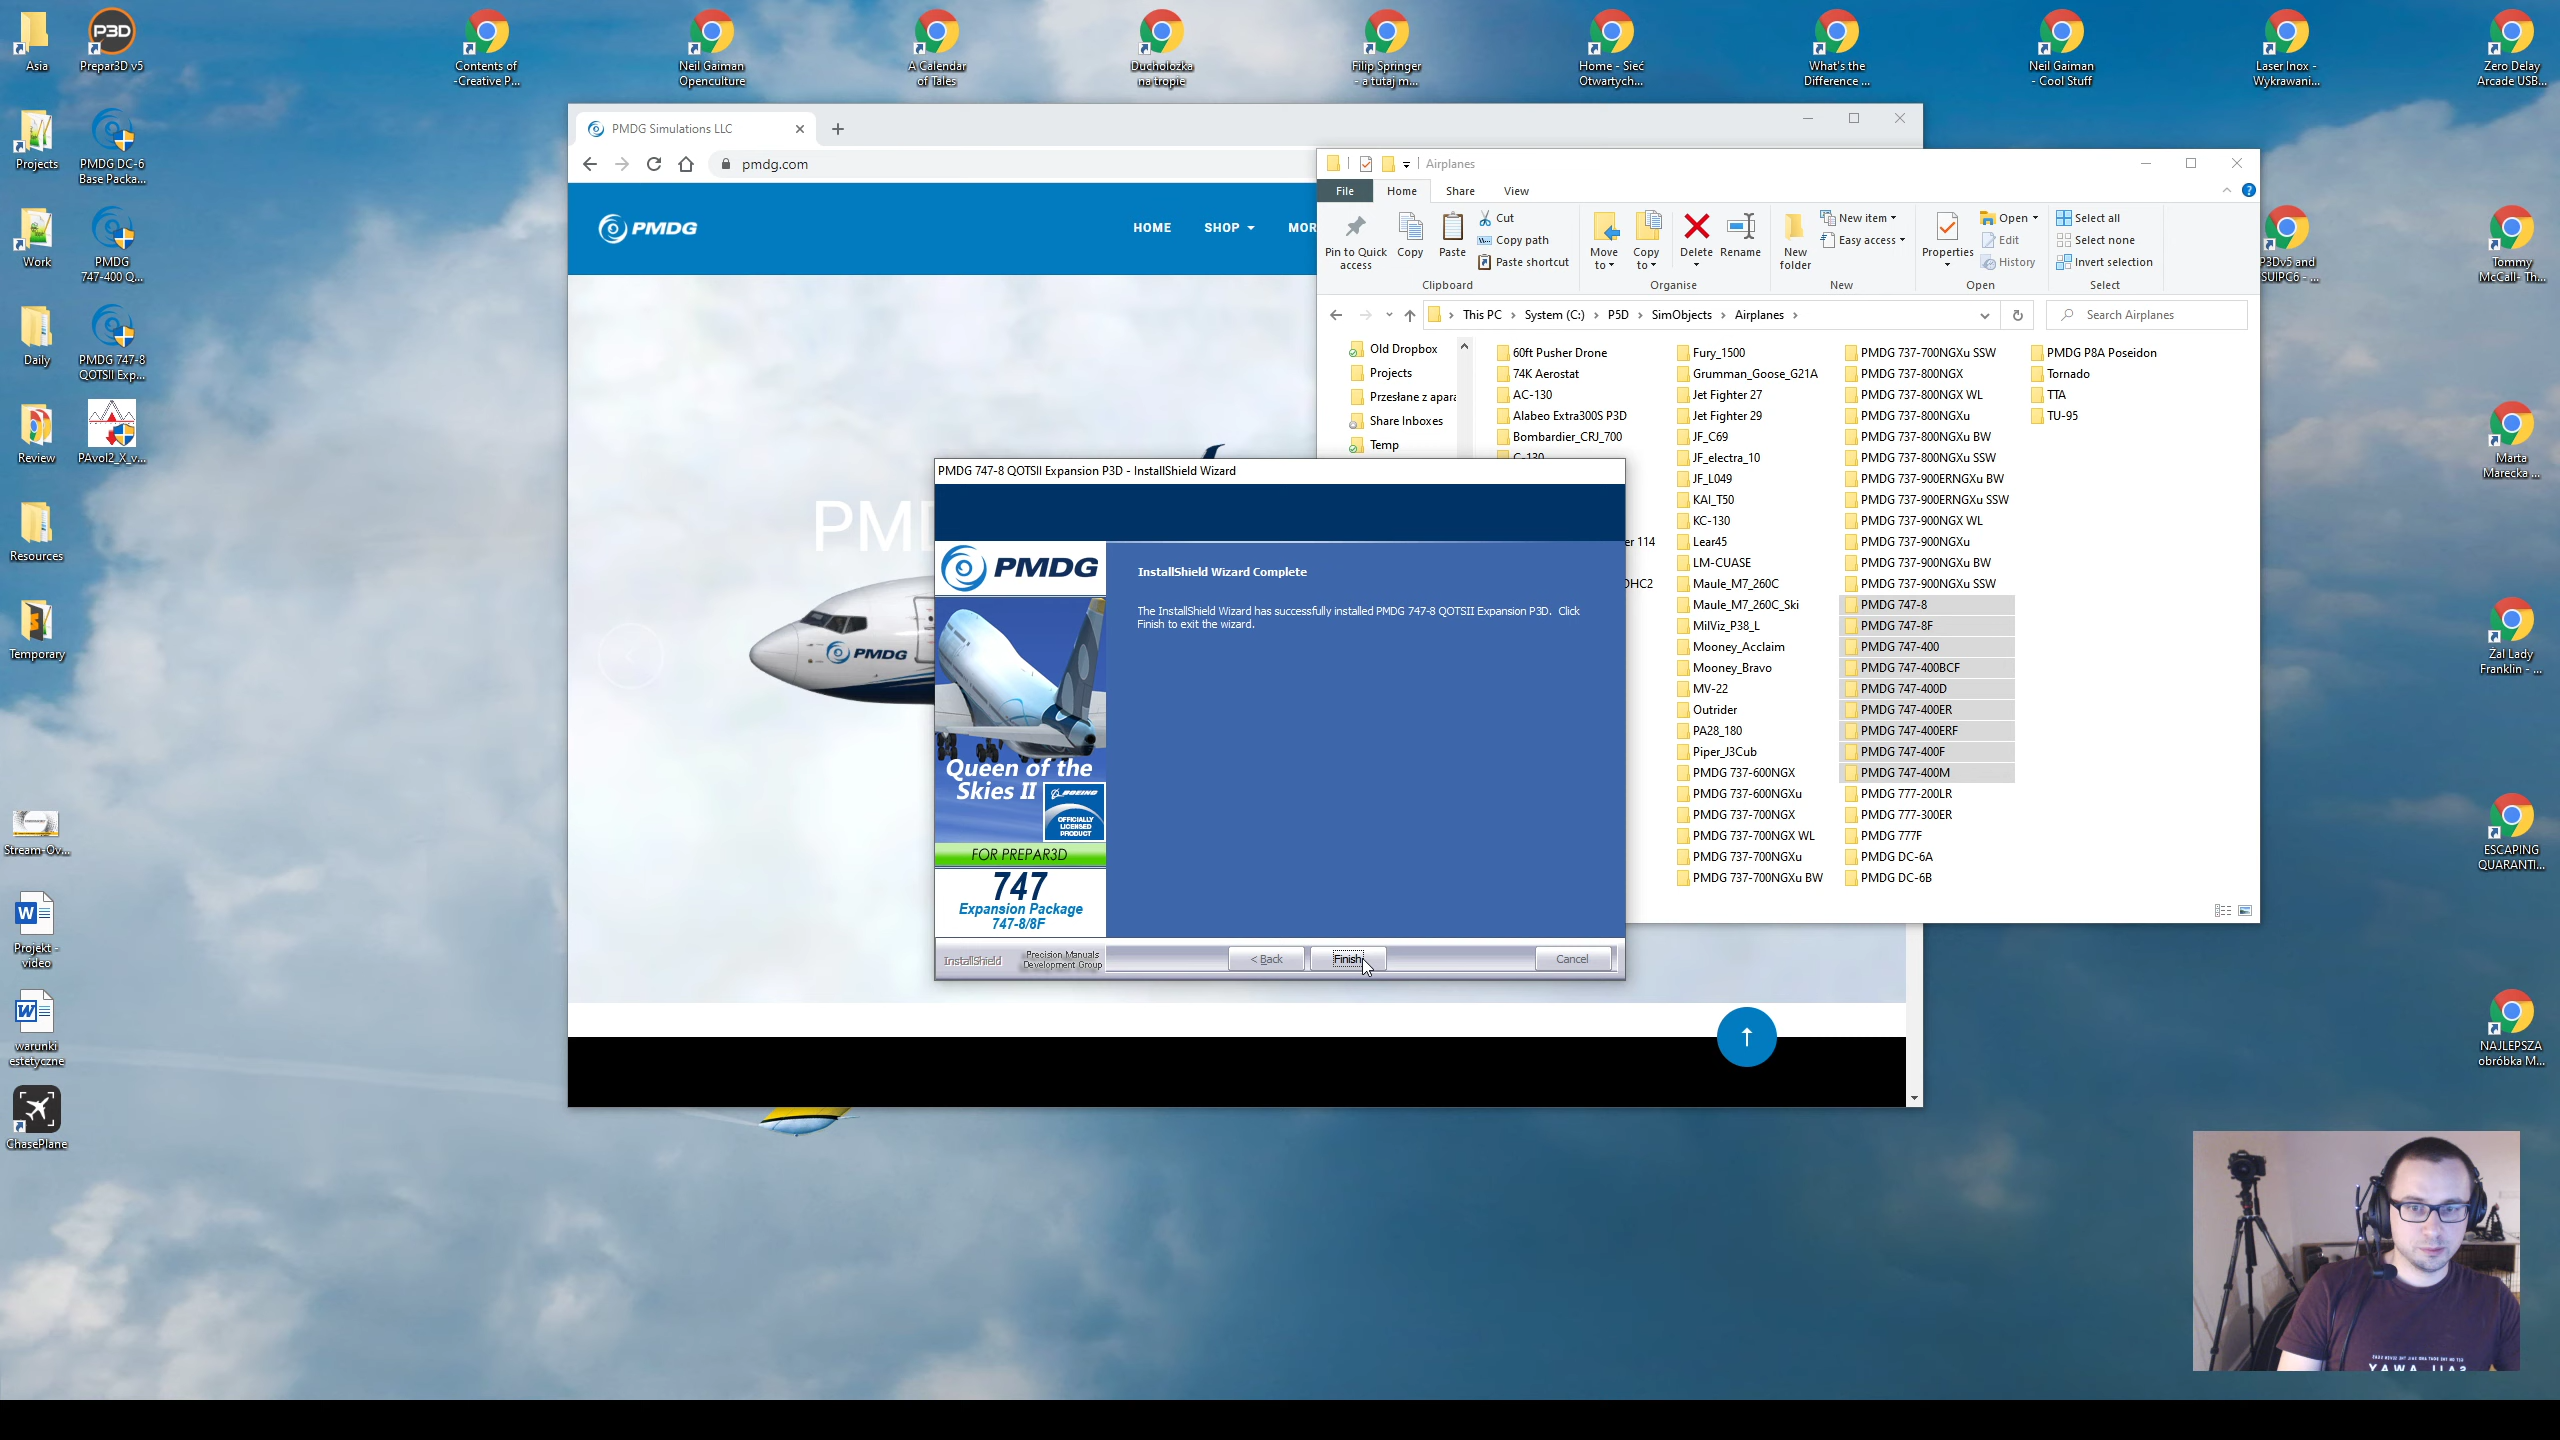 Asia
Prepar3D v5
P3D
Contents of
-Creative P...
Neil Gaiman
Openculture
A Calendar
of Tales
Duchołożka
na tropie
Filip Springer
- a tutaj m...
Home - Sieć
Otwartych...
What's the
Difference ...
Neil Gaiman
- Cool Stuff
Laser Inox -
Wykrawani...
Zero Delay
Arcade USB...
Projects
PMDG DC-6
Base Packa...
Work
PMDG
747-400 Q...
Daily
PMDG 747-8
QOTSII Exp...
Review
PAvol2_X_v...
Resources
Temporary
Stream-Ov...
Projekt -
video
warunki
estetyczne
ChasePlane
P3Dv5 and
SUIPC6 - ...
Tommy
McCall- Th...
Marta
Marecka ...
Żal Lady
Franklin - ...
ESCAPING
QUARANTI...
NAJLEPSZA
obróbka M...
PMDG Simulations LLC
pmdg.com
PMDG
HOME
SHOP
MOR
PMD
PMDG
Airplanes
File
Home
Share
View
Pin to Quick
access
Copy
Paste
Cut
Copy path
Paste shortcut
Clipboard
Move
to
Copy
to
Delete
Rename
Organise
New
folder
New item
Easy access
New
Properties
Open
Edit
History
Open
Select all
Select none
Invert selection
Select
This PC
System (C:)
P5D
SimObjects
Airplanes
Search Airplanes
Old Dropbox
Projects
Przesłane z apara
Share Inboxes
Temp
60ft Pusher Drone
74K Aerostat
AC-130
Alabeo Extra300S P3D
Bombardier_CRJ_700
C-130
er 114
DHC2
Fury_1500
Grumman_Goose_G21A
Jet Fighter 27
Jet Fighter 29
JF_C69
JF_electra_10
JF_L049
KAI_T50
KC-130
Lear45
LM-CUASE
Maule_M7_260C
Maule_M7_260C_Ski
MilViz_P38_L
Mooney_Acclaim
Mooney_Bravo
MV-22
Outrider
PA28_180
Piper_J3Cub
PMDG 737-600NGX
PMDG 737-600NGXu
PMDG 737-700NGX
PMDG 737-700NGX WL
PMDG 737-700NGXu
PMDG 737-700NGXu BW
PMDG 737-700NGXu SSW
PMDG 737-800NGX
PMDG 737-800NGX WL
PMDG 737-800NGXu
PMDG 737-800NGXu BW
PMDG 737-800NGXu SSW
PMDG 737-900ERNGXu BW
PMDG 737-900ERNGXu SSW
PMDG 737-900NGX WL
PMDG 737-900NGXu
PMDG 737-900NGXu BW
PMDG 737-900NGXu SSW
PMDG 747-8
PMDG 747-8F
PMDG 747-400
PMDG 747-400BCF
PMDG 747-400D
PMDG 747-400ER
PMDG 747-400ERF
PMDG 747-400F
PMDG 747-400M
PMDG 777-200LR
PMDG 777-300ER
PMDG 777F
PMDG DC-6A
PMDG DC-6B
PMDG P8A Poseidon
Tornado
TTA
TU-95
PMDG 747-8 QOTSII Expansion P3D - InstallShield Wizard
PMDG
Queen of the
Skies II
BOEING
OFFICIALLY
LICENSED
PRODUCT
FOR PREPAR3D
747
Expansion Package
747-8/8F
InstallShield Wizard Complete
The InstallShield Wizard has successfully installed PMDG 747-8 QOTSII Expansion P3D. Click
Finish to exit the wizard.
InstallShield
Precision Manuals
Development Group
< Back
Finish
Cancel